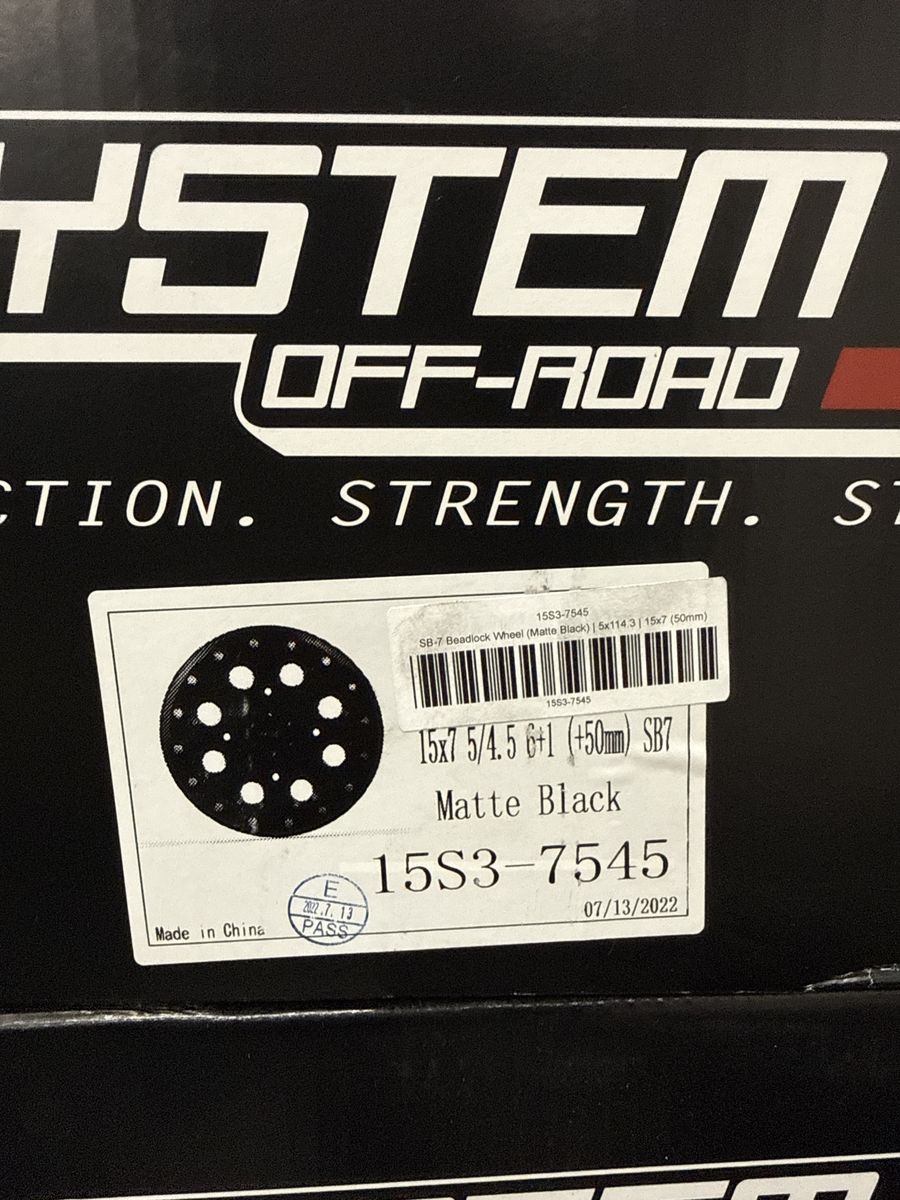 YSTEM
OFF-ROAD
CTION. STRENGTH. ST
15S3-7545
SB-7 Beadlock Wheel (Matte Black) | 5x114.3 | 15x7 (50mm)
15S3-7545
15x7 5/4.5 6+1 (+50mm) SB7
Matte Black
15S3-7545
07/13/2022
E
2022.7.13
PASS
Made in China